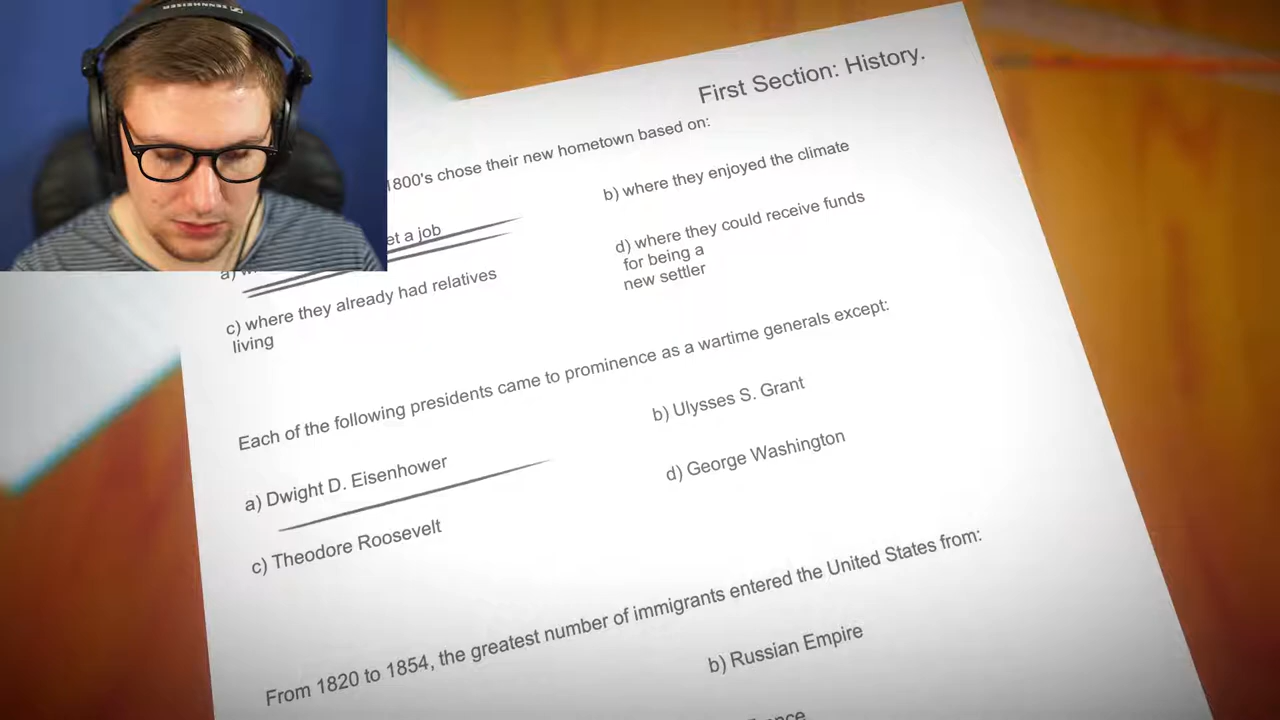 SENNHEISER
First Section: History.
1800's chose their new hometown based on:
a) et a job
b) where they enjoyed the climate
c) where they already had relatives
living
d) where they could receive funds
for being a
new settler
Each of the following presidents came to prominence as a wartime generals except:
a) Dwight D. Eisenhower
b) Ulysses S. Grant
c) Theodore Roosevelt
d) George Washington
From 1820 to 1854, the greatest number of immigrants entered the United States from:
b) Russian Empire